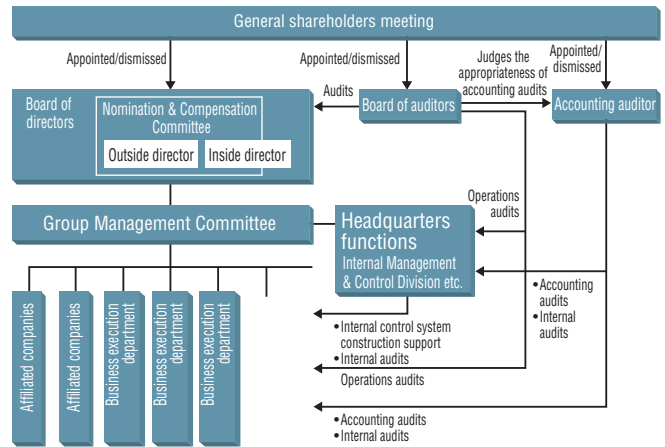 General shareholders meeting
Appointed/dismissed
Appointed/dismissed
Judges the
appropriateness of
accounting audits
Appointed/
dismissed
Board of
directors
Nomination & Compensation
Committee
Outside director
Inside director
Audits
Board of auditors
Accounting auditor
Operations
audits
Group Management Committee
Headquarters
functions
Internal Management
& Control Division etc.
•Accounting
audits
•Internal
audits
Affiliated companies
Affiliated companies
Business execution
department
Business execution
department
Business execution
department
•Internal control system
construction support
•Internal audits
Operations audits
•Accounting audits
•Internal audits